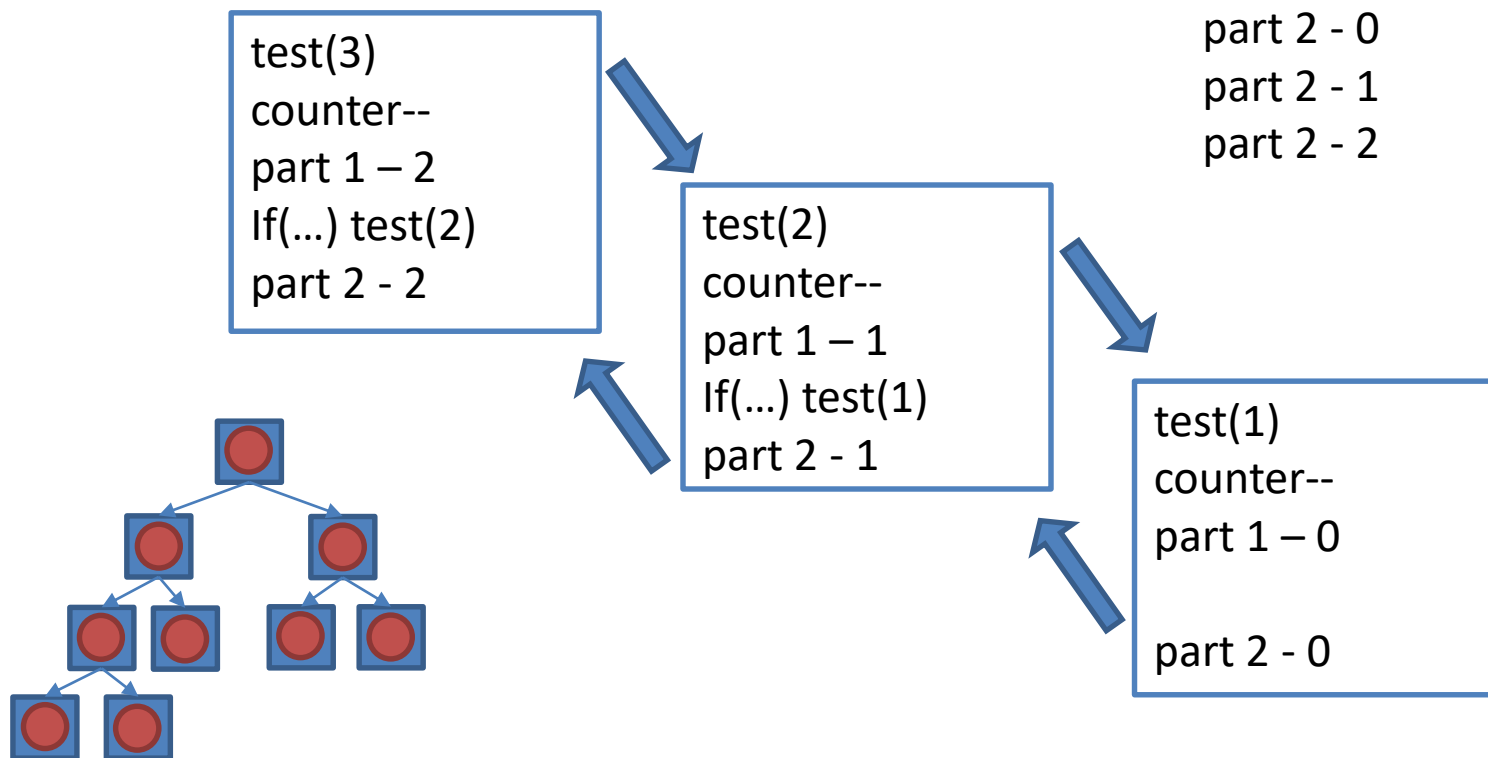 test(3)
counter--
part 1 – 2
If(…) test(2)
part 2 - 2
test(2)
counter--
part 1 – 1
If(…) test(1)
part 2 - 1
part 2 - 0
part 2 - 1
part 2 - 2
test(1)
counter--
part 1 – 0
part 2 - 0